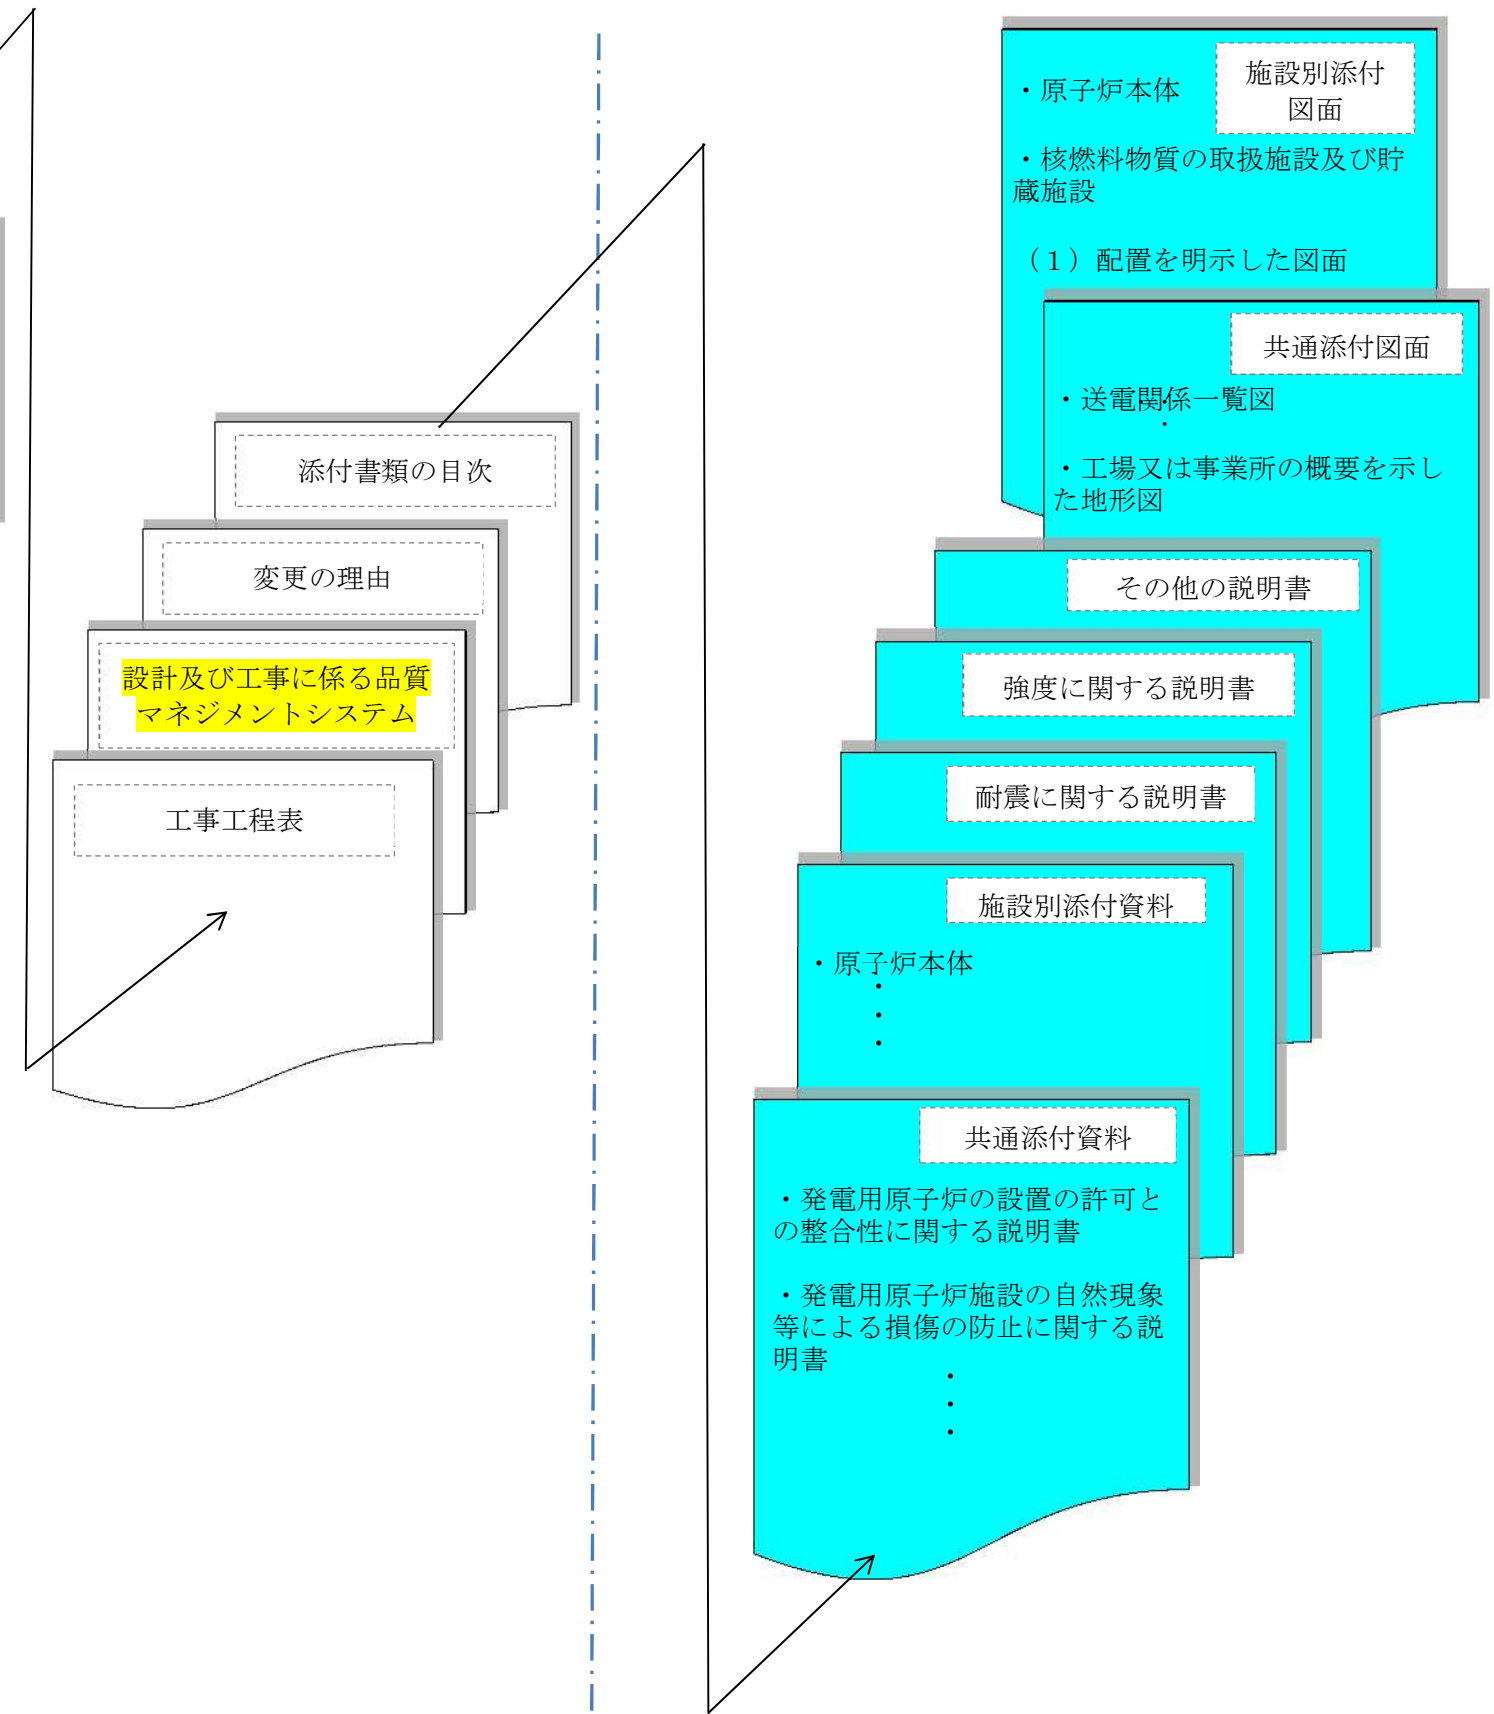 添付書類の目次
変更の理由
設計及び工事に係る品質
マネジメントシステム
工事工程表
施設別添付
図面
・原子炉本体
・核燃料物質の取扱施設及び貯
蔵施設
（１）配置を明示した図面
共通添付図面
・送電関係一覧図
・工場又は事業所の概要を示し
た地形図
その他の説明書
強度に関する説明書
耐震に関する説明書
施設別添付資料
・原子炉本体
・
・
・
共通添付資料
・発電用原子炉の設置の許可と
の整合性に関する説明書
・発電用原子炉施設の自然現象
等による損傷の防止に関する説
明書
・
・
・